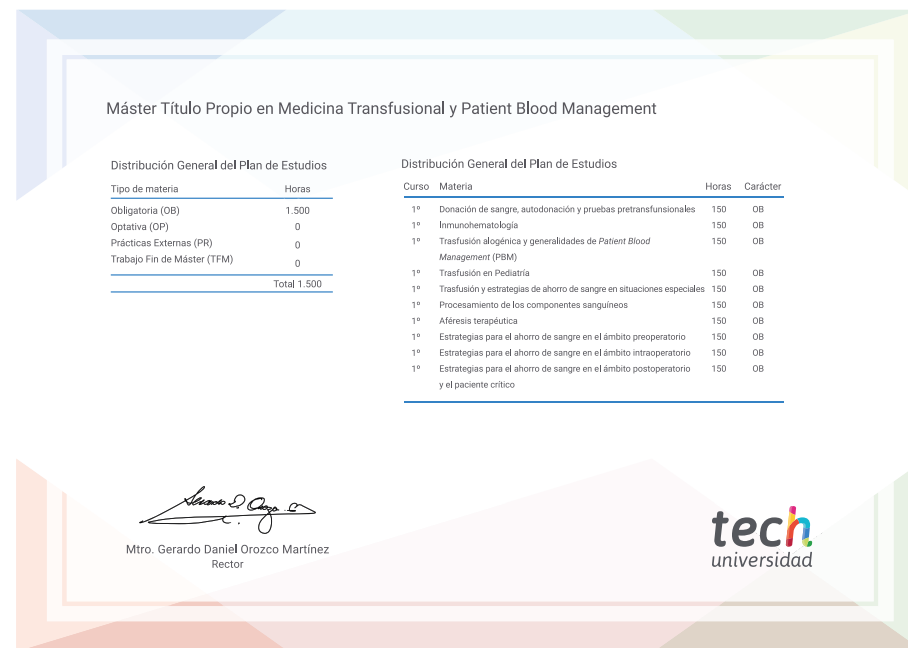 Máster Título Propio en Medicina Transfusional y Patient Blood Management
Distribución General del Plan de Estudios
Tipo de materia Horas
Obligatoria (OB) 1.500
Optativa (OP) 0
Prácticas Externas (PR) 0
Trabajo Fin de Máster (TFM) 0
Total 1.500
Distribución General del Plan de Estudios
Curso Materia Horas Carácter
1º Donación de sangre, autodonación y pruebas pretransfunsionales 150 OB
1º Inmunohematología 150 OB
1º Trasfusión alogénica y generalidades de Patient Blood 150 OB
Management (PBM)
1º Trasfusión en Pediatría 150 OB
1º Trasfusión y estrategias de ahorro de sangre en situaciones especiales 150 OB
1º Procesamiento de los componentes sanguíneos 150 OB
1º Aféresis terapéutica 150 OB
1º Estrategias para el ahorro de sangre en el ámbito preoperatorio 150 OB
1º Estrategias para el ahorro de sangre en el ámbito intraoperatorio 150 OB
1º Estrategias para el ahorro de sangre en el ámbito postoperatorio 150 OB
y el paciente crítico
Mtro. Gerardo Daniel Orozco Martínez
Rector
tech
universidad